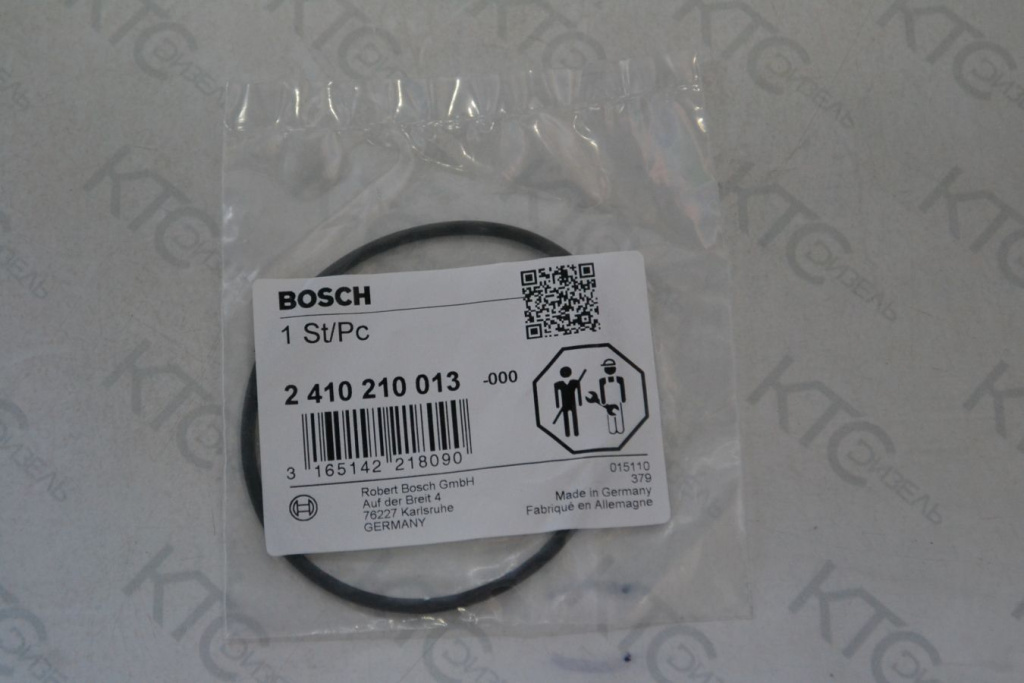 BOSCH
1 St/Pc
2 410 210 013 -000
3 165142 218090
Robert Bosch GmbH
Auf der Breit 4
76227 Karlsruhe
GERMANY
015110
379
Made in Germany
Fabriqué en Allemagne
КТС
ДИЗЕЛЬ